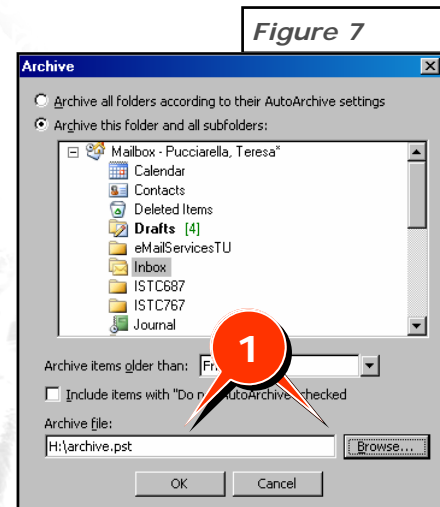 Figure 7
Archive
Archive all folders according to their AutoArchive settings
Archive this folder and all subfolders:
Mailbox - Pucciarella, Teresa*
Calendar
Contacts
Deleted Items
Drafts [4]
eMailServicesTU
Inbox
ISTC687
ISTC767
Journal
Archive items older than:
1
Include items with "Do AutoArchive checked
Archive file:
H:\archive.pst
Browse...
OK Cancel